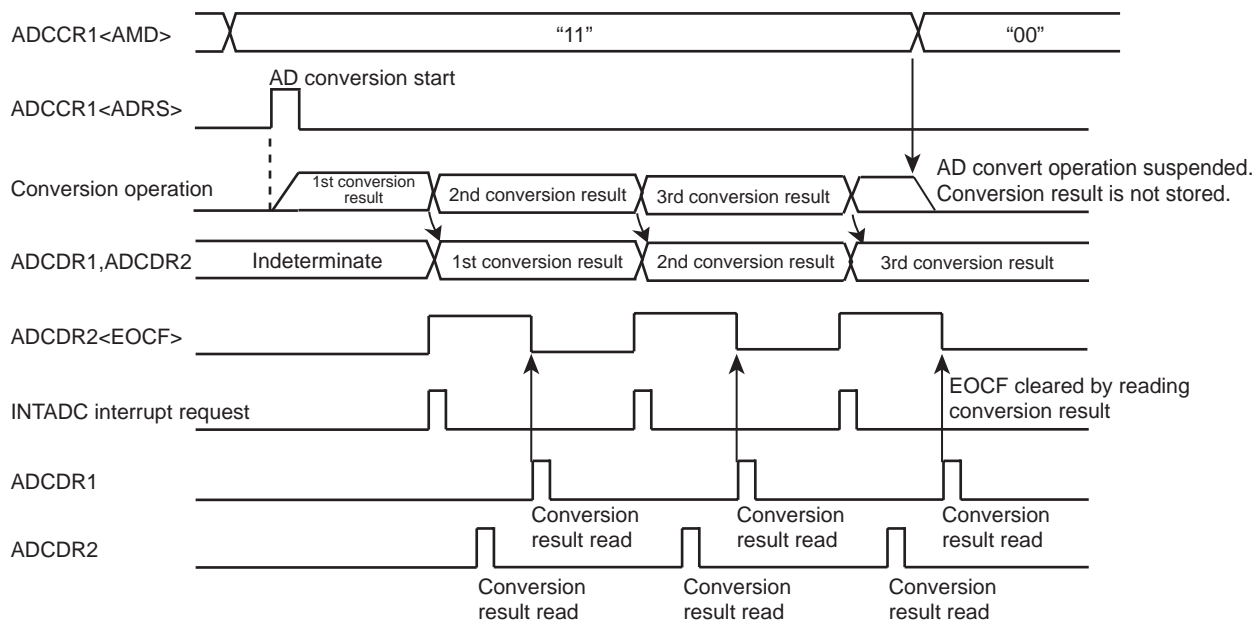 ADCCR1<AMD>
“11”
“00”
AD conversion start
ADCCR1<ADRS>
AD convert operation suspended.
Conversion result is not stored.
Conversion operation
1st conversion
result
2nd conversion result
3rd conversion result
ADCDR1,ADCDR2
Indeterminate
1st conversion result
2nd conversion result
3rd conversion result
ADCDR2<EOCF>
EOCF cleared by reading
conversion result
INTADC interrupt request
ADCDR1
Conversion
result read
Conversion
result read
Conversion
result read
ADCDR2
Conversion
result read
Conversion
result read
Conversion
result read